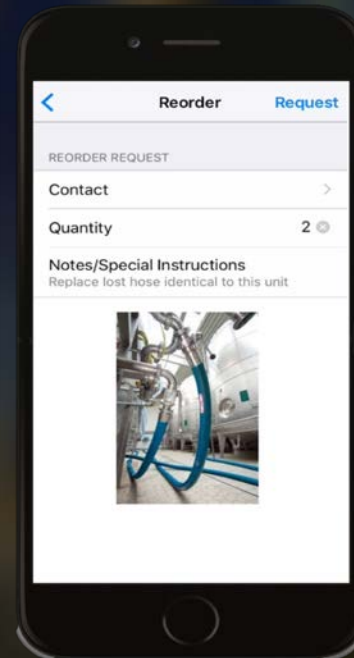 Reorder
Request
REORDER REQUEST
Contact
Quantity
2
Notes/Special Instructions
Replace lost hose identical to this unit